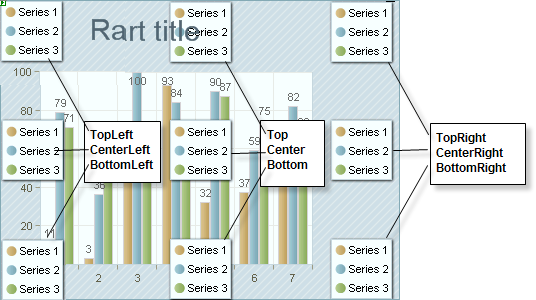 Series 1 Series 1 Series 1
Series 2 Rart title Series 2 Series 2
Series 3 Series 3 Series 3
100 100 93 90
79 84 87 82
80 71 75
Series 1 TopLeft Series 1 Top Series 1 TopRight
Series 2 CenterLeft Series 2 Center Series 2 CenterRight
Series 3 BottomLeft Series 3 Bottom Series 3 BottomRight
59
40 36 32 37
20 11
Series 1 Series 1 Series 1
Series 2 3 Series 2 Series 2
Series 3 2 3 Series 3 6 7 Series 3